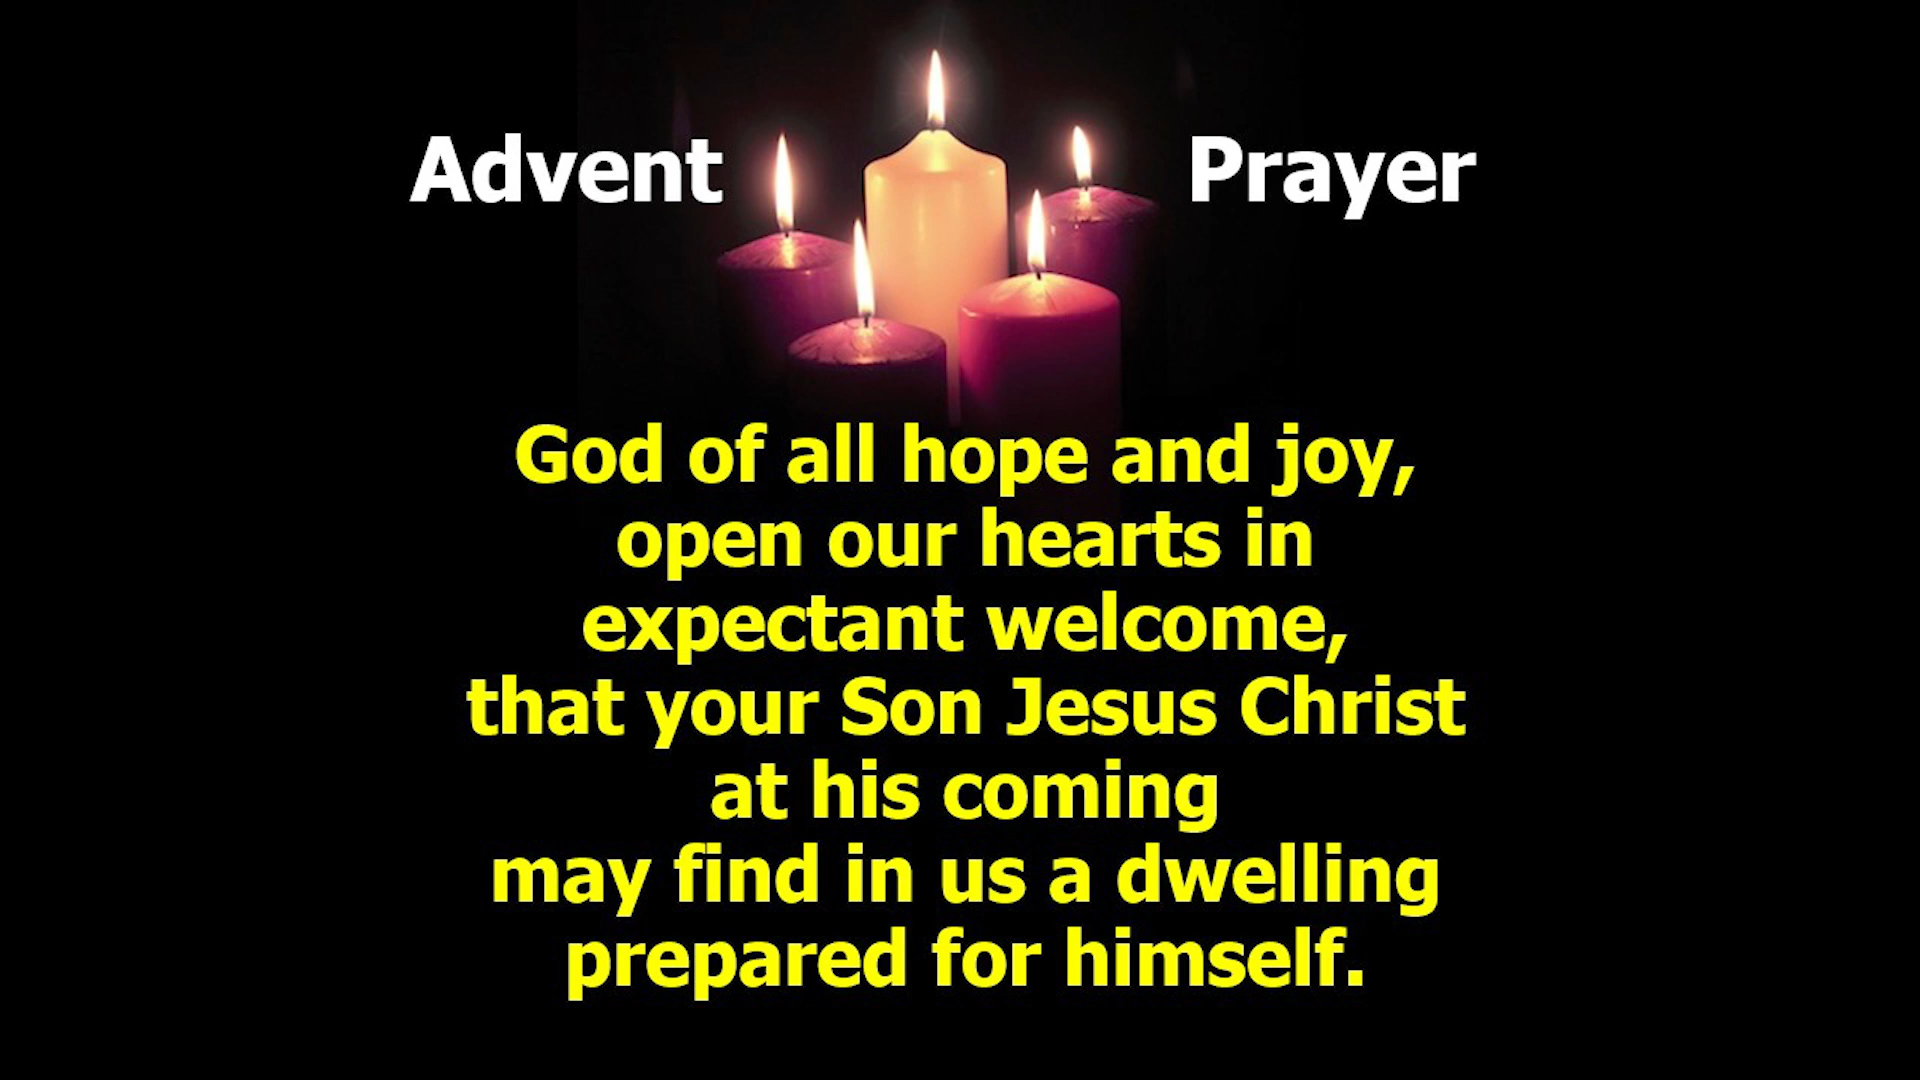 Advent Prayer
God of all hope and joy,
open our hearts in
expectant welcome,
that your Son Jesus Christ
at his coming
may find in us a dwelling
prepared for himself.